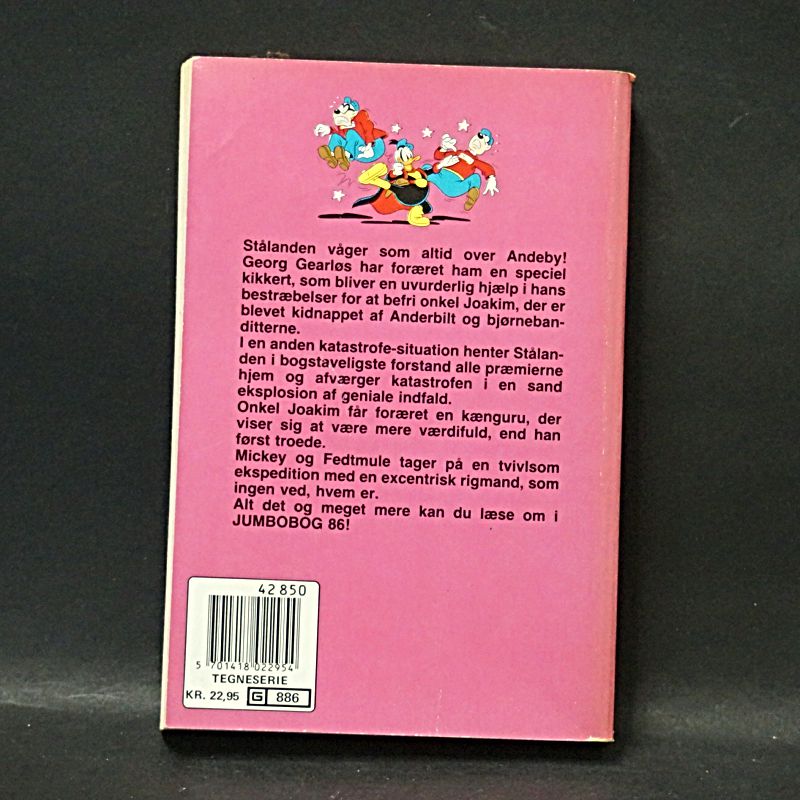 Stålanden våger som altid over Andeby!
Georg Gearløs har foræret ham en speciel
kikkert, som bliver en uvurderlig hjælp i hans
bestræbelser for at befri onkel Joakim, der er
blevet kidnappet af Anderbilt og bjørneban-
ditterne.
I en anden katastrofe-situation henter Stålan-
den i bogstaveligste forstand alle præmierne
hjem og afværger katastrofen i en sand
eksplosion af geniale indfald.
Onkel Joakim får foræret en kænguru, der
viser sig at være mere værdifuld, end han
først troede.
Mickey og Fedtmule tager på en tvivlsom
ekspedition med en excentrisk rigmand, som
ingen ved, hvem er.
Alt det og meget mere kan du læse om i
JUMBOBOG 86!
42850
5 701418 022954
TEGNESERIE
KR. 22,95 G 886